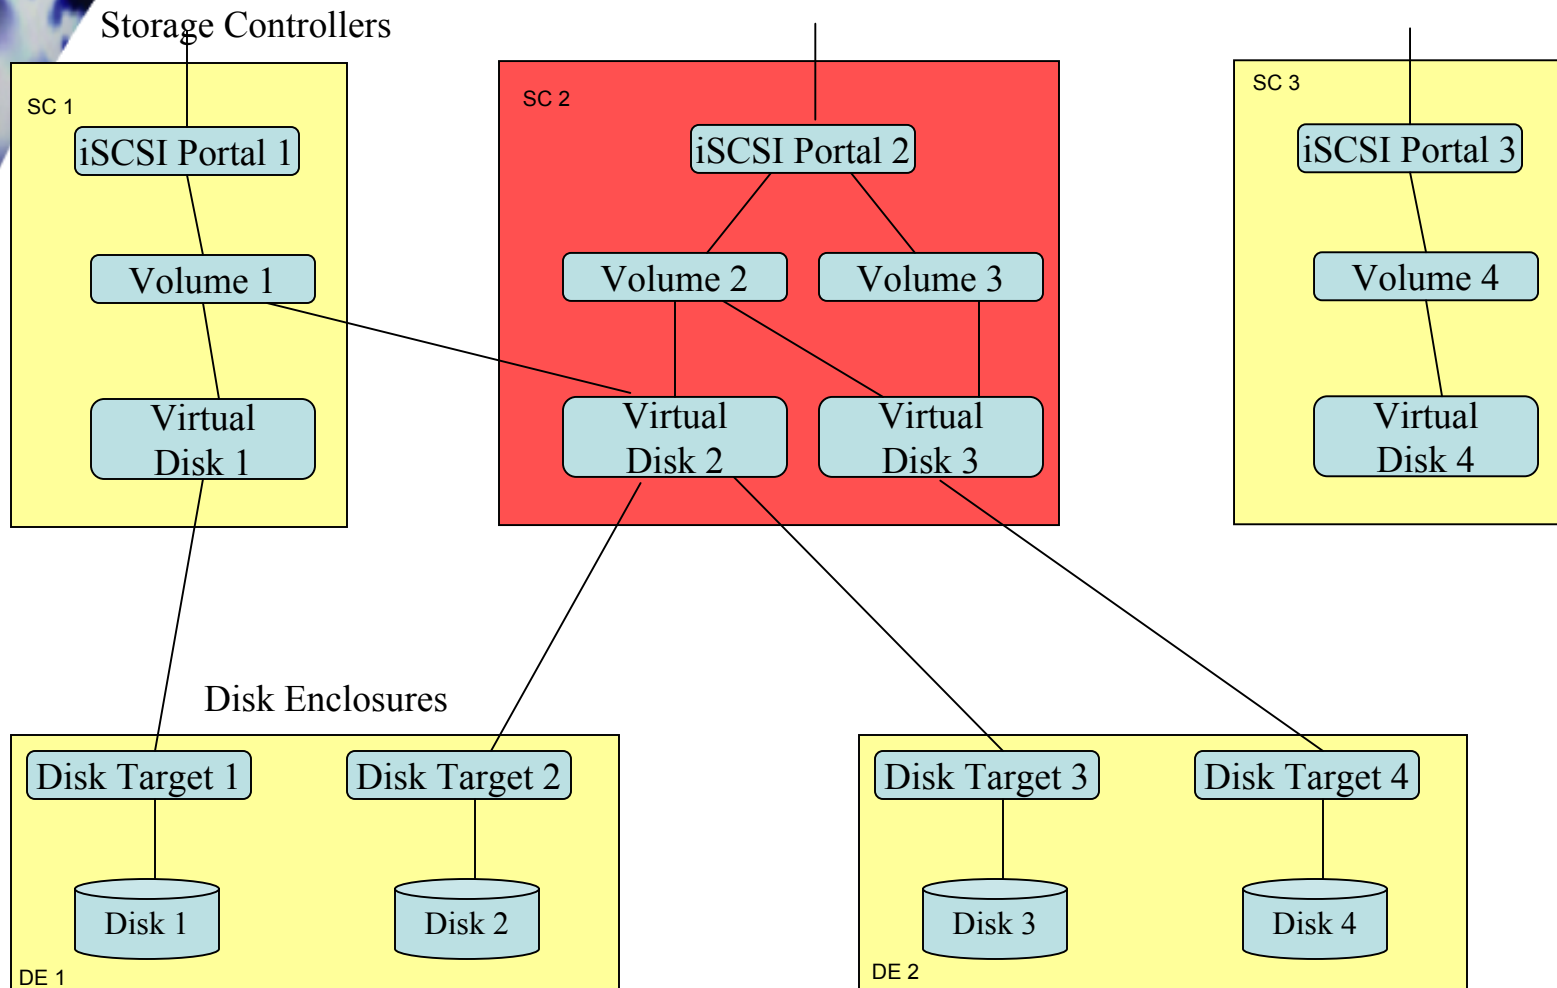 Storage Controllers
SC 1
SC 2
SC 3
iSCSI Portal 1
iSCSI Portal 2
iSCSI Portal 3
Volume 1
Volume 2
Volume 3
Volume 4
Virtual
Disk 1
Virtual
Disk 2
Virtual
Disk 3
Virtual
Disk 4
Disk Enclosures
Disk Target 1
Disk Target 2
Disk Target 3
Disk Target 4
Disk 1
Disk 2
Disk 3
Disk 4
DE 1
DE 2